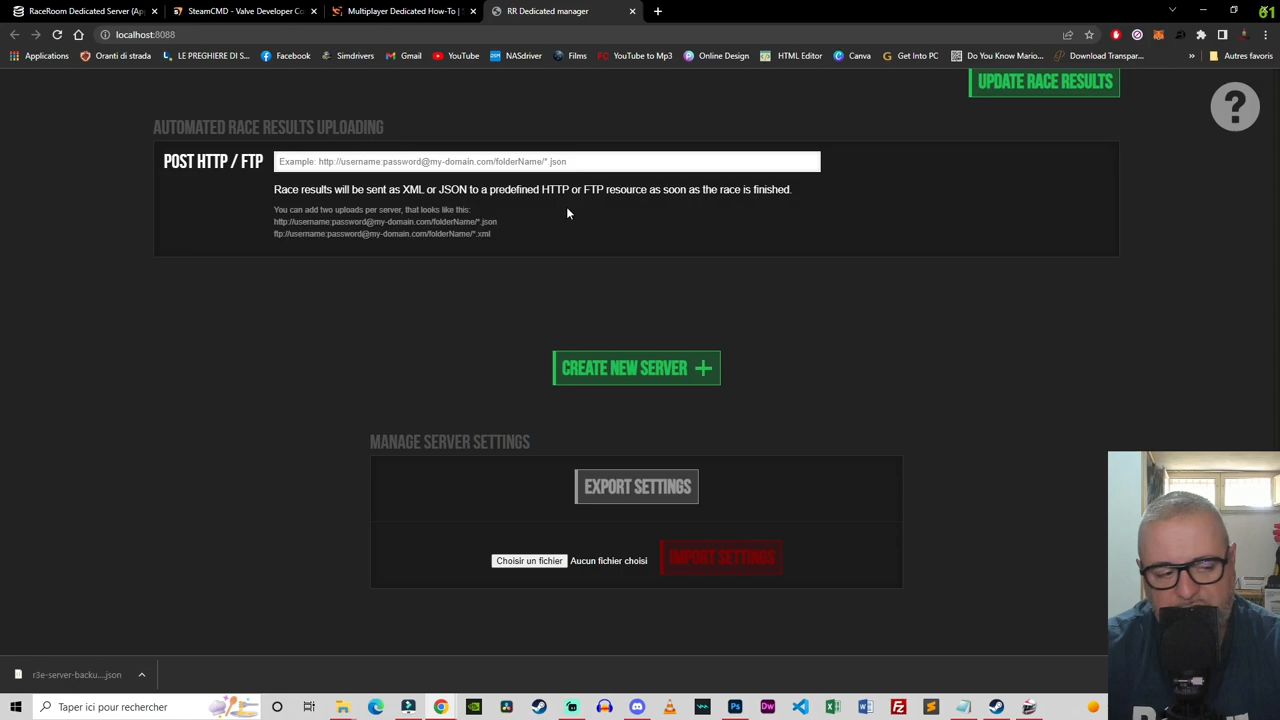 RaceRoom Dedicated Server (Ap
SteamCMD - Valve Developer Co
Multiplayer Dedicated How-To | S
RR Dedicated manager
61
localhost:8088
Applications
Oranti di strada
LE PREGHIERE DI S...
Facebook
Simdrivers
Gmail
YouTube
NASdriver
Films
YouTube to Mp3
Online Design
HTML Editor
Canva
Get Into PC
Do You Know Mario...
Download Transpar...
»
Autres favoris
UPDATE RACE RESULTS
?
AUTOMATED RACE RESULTS UPLOADING
POST HTTP / FTP
Example: http://username:password@my-domain.com/folderName/*.json
Race results will be sent as XML or JSON to a predefined HTTP or FTP resource as soon as the race is finished.
You can add two uploads per server, that looks like this:
http://username:password@my-domain.com/folderName/*.json
ftp://username:password@my-domain.com/folderName/*.xml
CREATE NEW SERVER +
MANAGE SERVER SETTINGS
EXPORT SETTINGS
Choisir un fichier
Aucun fichier choisi
IMPORT SETTINGS
r3e-server-backu....json
Taper ici pour rechercher